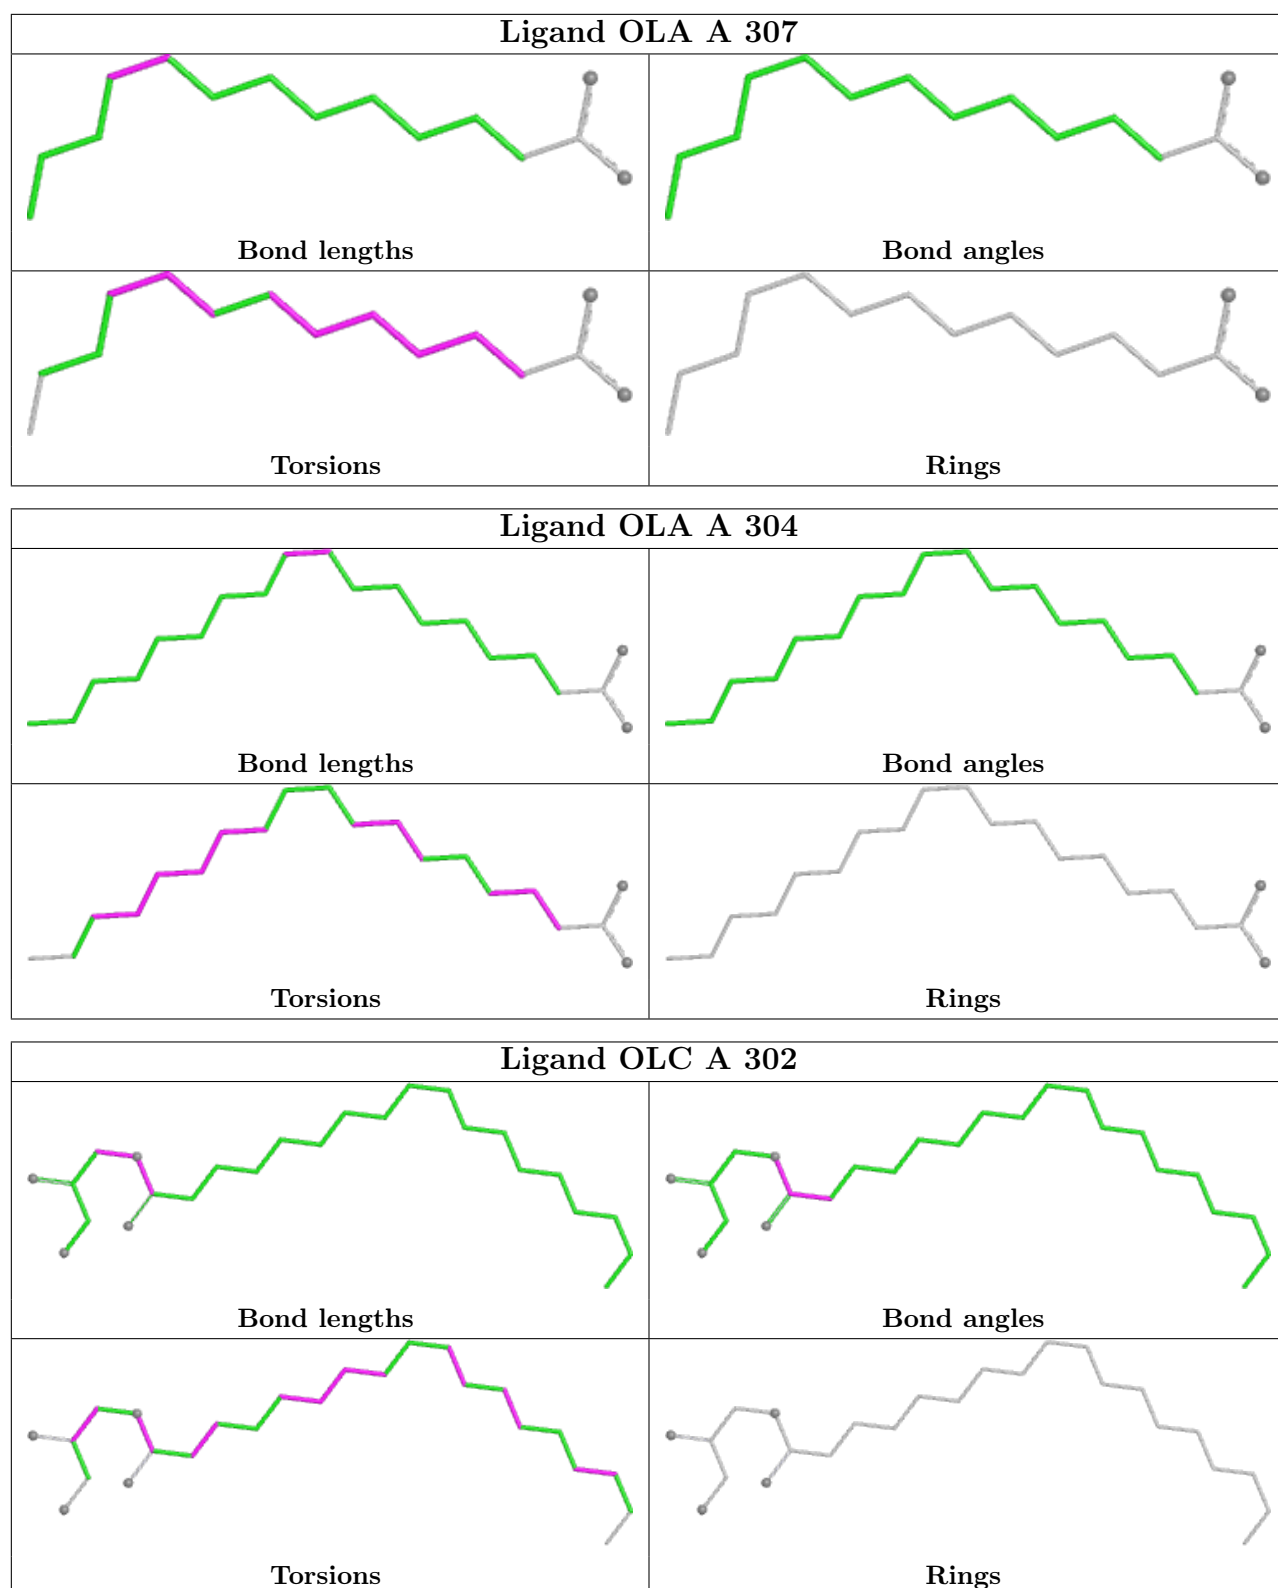 Ligand OLA A 307
Bond lengths
Bond angles
Torsions
Rings
Ligand OLA A 304
Bond lengths
Bond angles
Torsions
Rings
Ligand OLC A 302
Bond lengths
Bond angles
Torsions
Rings